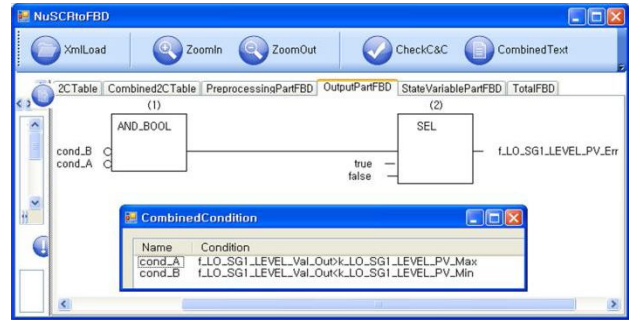 NuSCRtoFBD
XmlLoad ZoomIn ZoomOut CheckC&C CombinedText
2CTable Combined2CTable PreprocessingPartFBD OutputPartFBD StateVariablePartFBD TotalFBD
(1) (2)
AND_BOOL SEL
cond_B
cond_A
f_LO_SG1_LEVEL_PV_Err
true
false
CombinedCondition
Name Condition
cond_A f_LO_SG1_LEVEL_Val_Out>k_LO_SG1_LEVEL_PV_Max
cond_B f_LO_SG1_LEVEL_Val_Out<k_LO_SG1_LEVEL_PV_Min